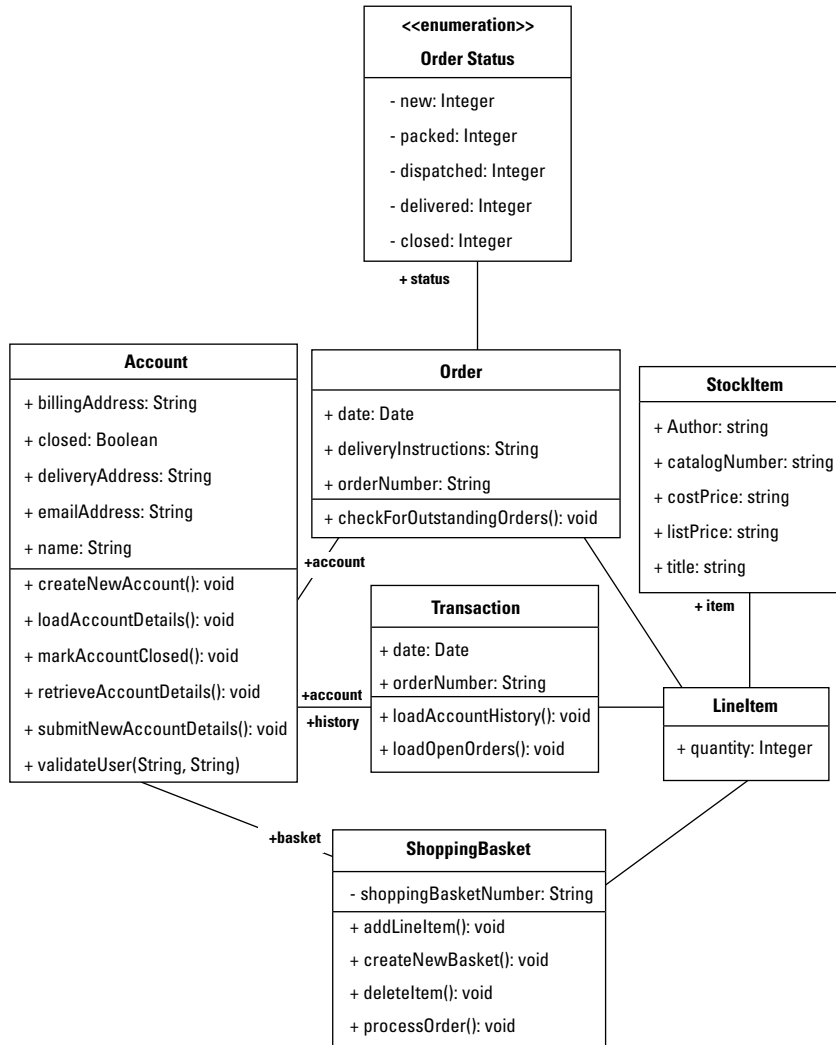 <<enumeration>>
Order Status
- new: Integer
- packed: Integer
- dispatched: Integer
- delivered: Integer
- closed: Integer
+ status
Account
+ billingAddress: String
+ closed: Boolean
+ deliveryAddress: String
+ emailAddress: String
+ name: String
+ createNewAccount(): void
+ loadAccountDetails(): void
+ markAccountClosed(): void
+ retrieveAccountDetails(): void
+ submitNewAccountDetails(): void
+ validateUser(String, String)
Order
+ date: Date
+ deliveryInstructions: String
+ orderNumber: String
+ checkForOutstandingOrders(): void
StockItem
+ Author: string
+ catalogNumber: string
+ costPrice: string
+ listPrice: string
+ title: string
+account
+ item
Transaction
+ date: Date
+ orderNumber: String
+ loadAccountHistory(): void
+ loadOpenOrders(): void
+account
+history
LineItem
+ quantity: Integer
+basket
ShoppingBasket
- shoppingBasketNumber: String
+ addLineItem(): void
+ createNewBasket(): void
+ deleteItem(): void
+ processOrder(): void